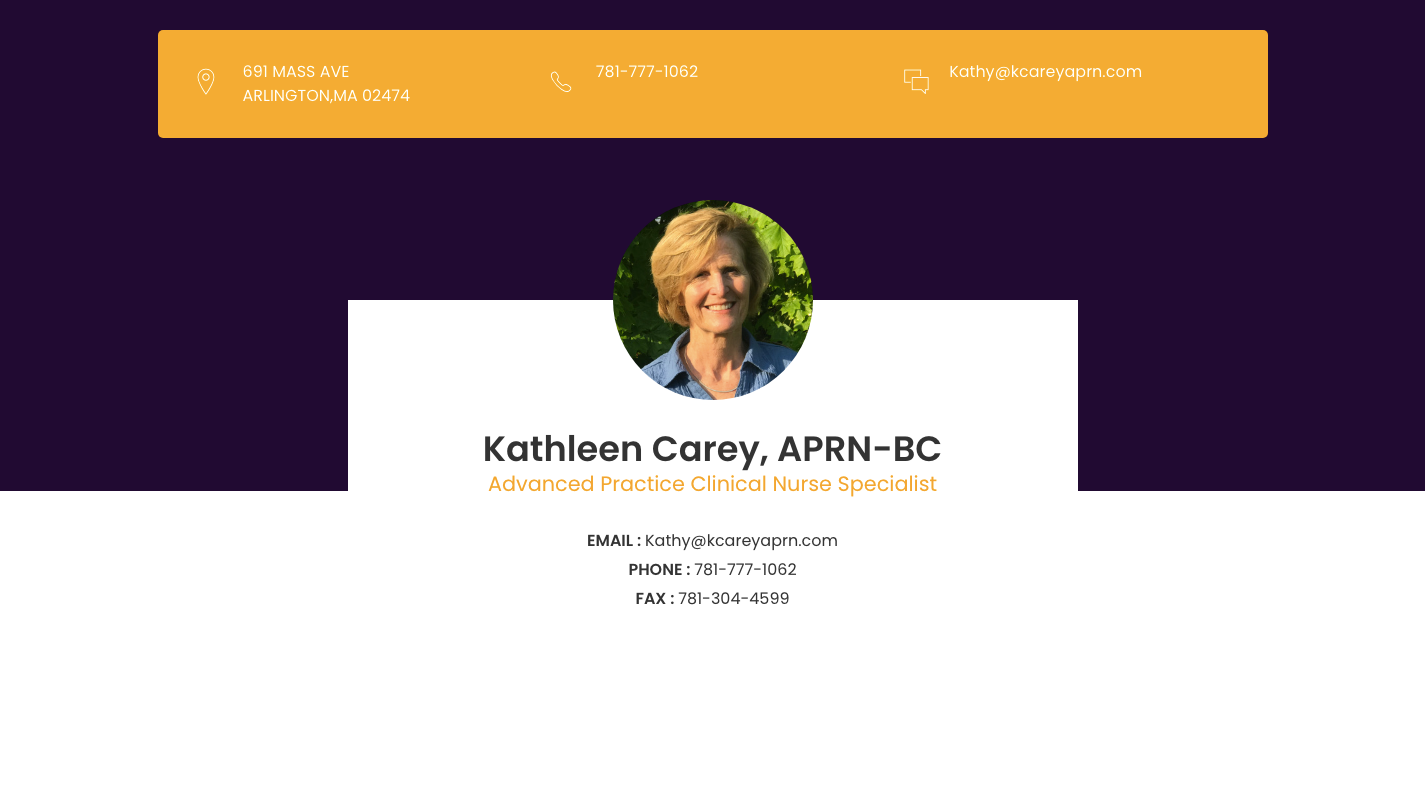 691 MASS AVE
ARLINGTON,MA 02474
781-777-1062
Kathy@kcareyaprn.com
Kathleen Carey, APRN-BC
Advanced Practice Clinical Nurse Specialist
EMAIL : Kathy@kcareyaprn.com
PHONE : 781-777-1062
FAX : 781-304-4599